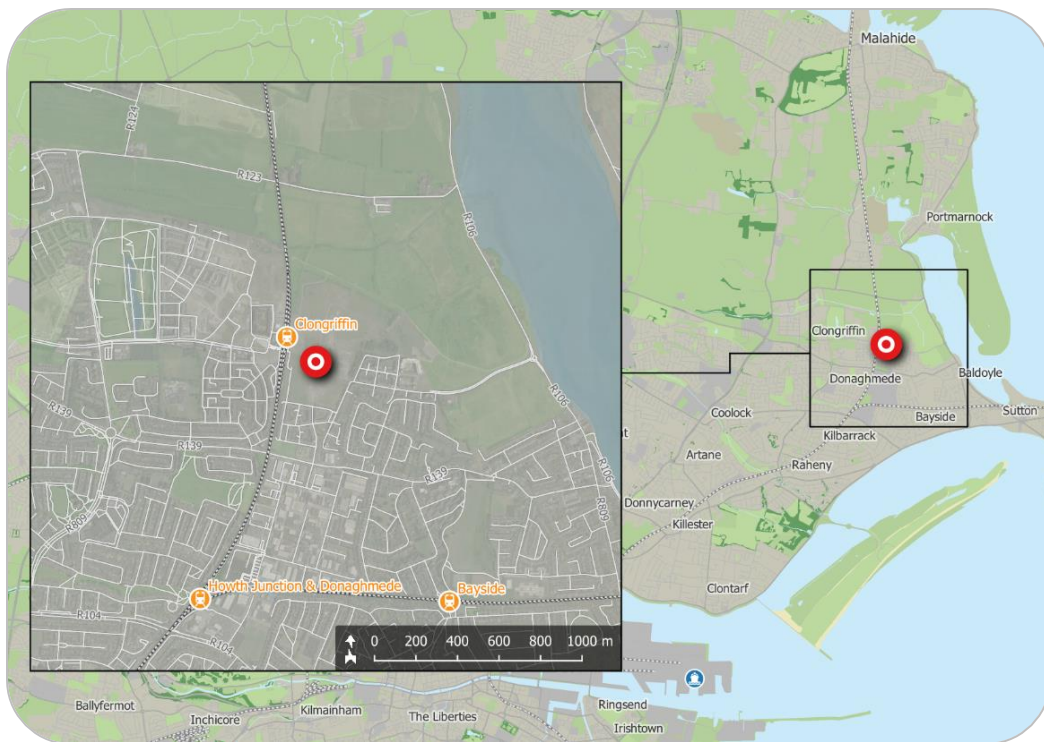 Malahide
R124
R123
R106
Portmarnock
Clongriffin
Clongriffin
Donaghmede
Baldoyle
R106
R139
R139
Coolock
Bayside
Sutton
Kilbarrack
nt
Artane
Raheny
R139
R106
R809
R809
Donnycarney
Killester
Howth Junction & Donaghmede
Bayside
Clontarf
R104
R104
0 200 400 600 800 1000 m
Ballyfermot
Inchicore
Kilmainham
The Liberties
Ringsend
Irishtown